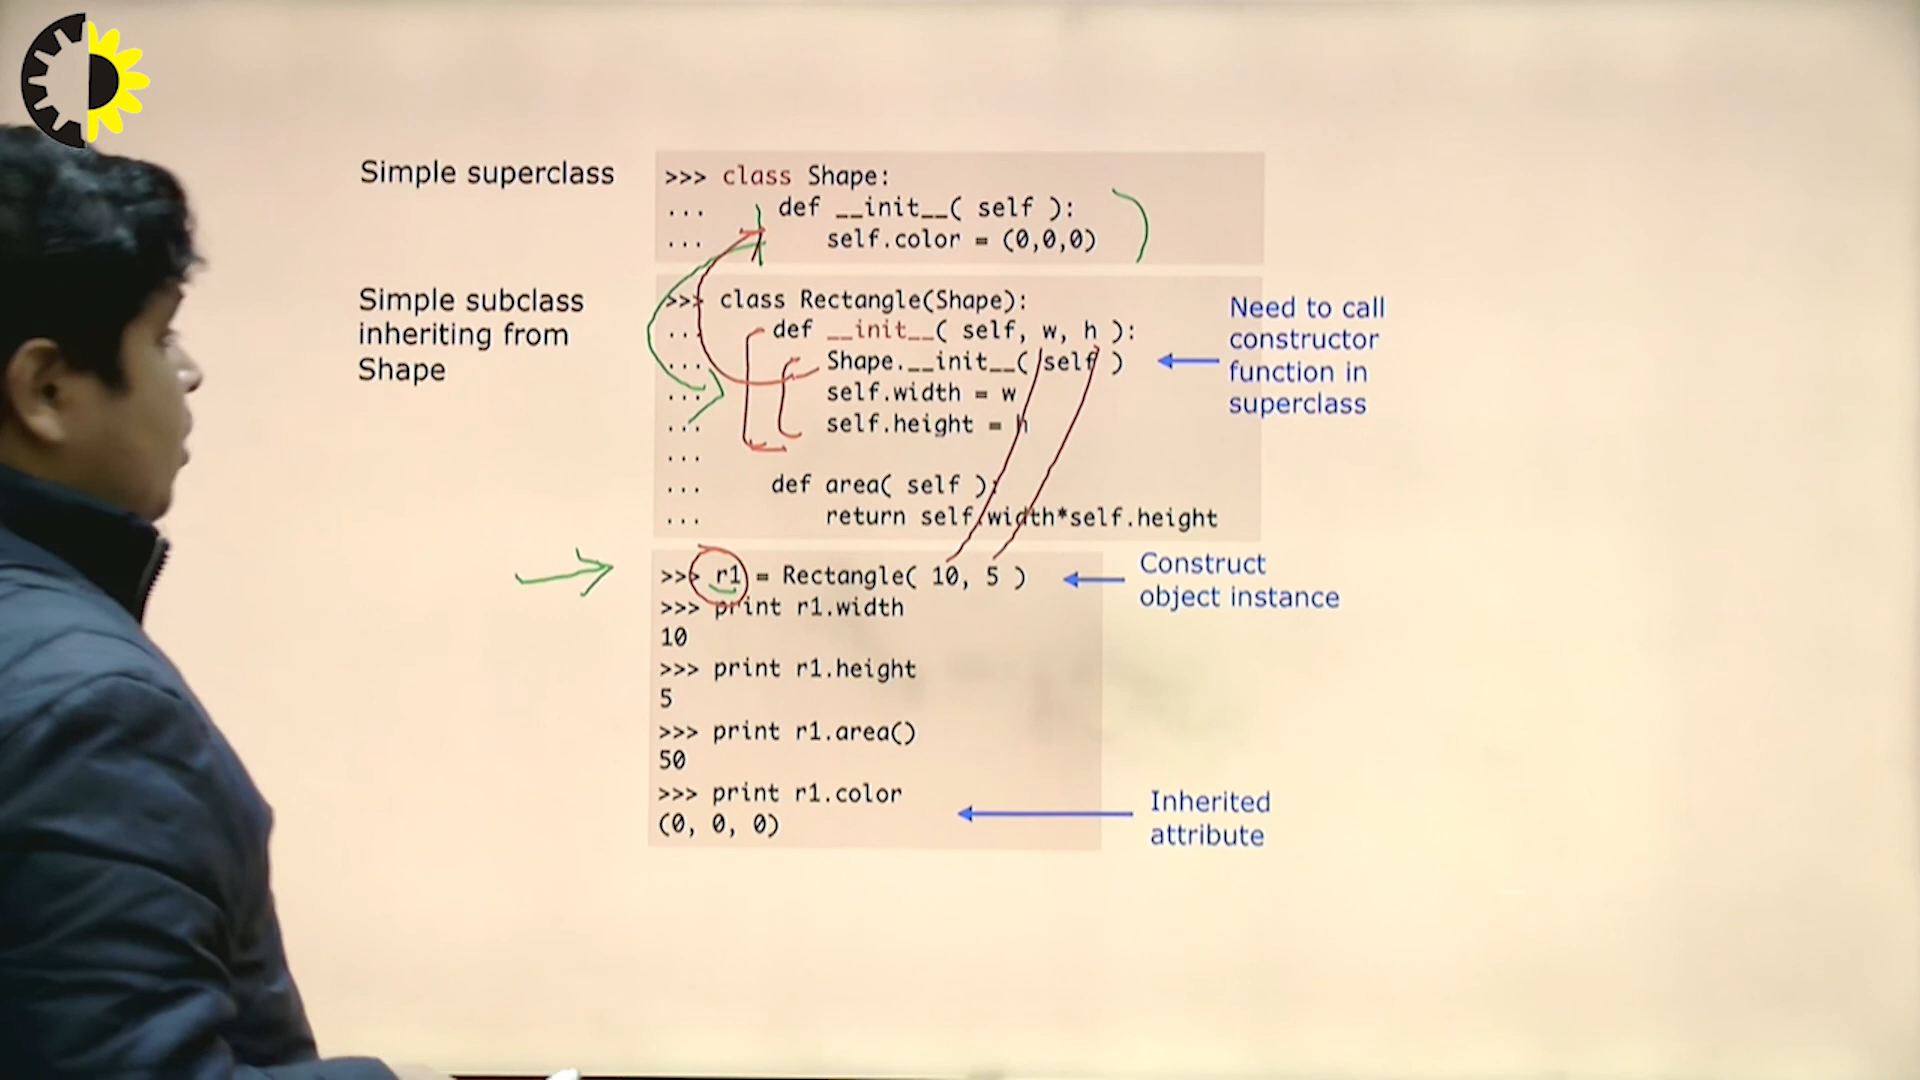 Simple superclass
>>> class Shape:
... def __init__( self ):
... self.color = (0,0,0)
Simple subclass
inheriting from
Shape
>>> class Rectangle(Shape):
... def __init__( self, w, h ):
... Shape.__init__( self )
... self.width = w
... self.height = h
...
... def area( self ):
... return self.width*self.height
Need to call
constructor
function in
superclass
>>> r1 = Rectangle( 10, 5 )
>>> print r1.width
10
>>> print r1.height
5
>>> print r1.area()
50
>>> print r1.color
(0, 0, 0)
Construct
object instance
Inherited
attribute